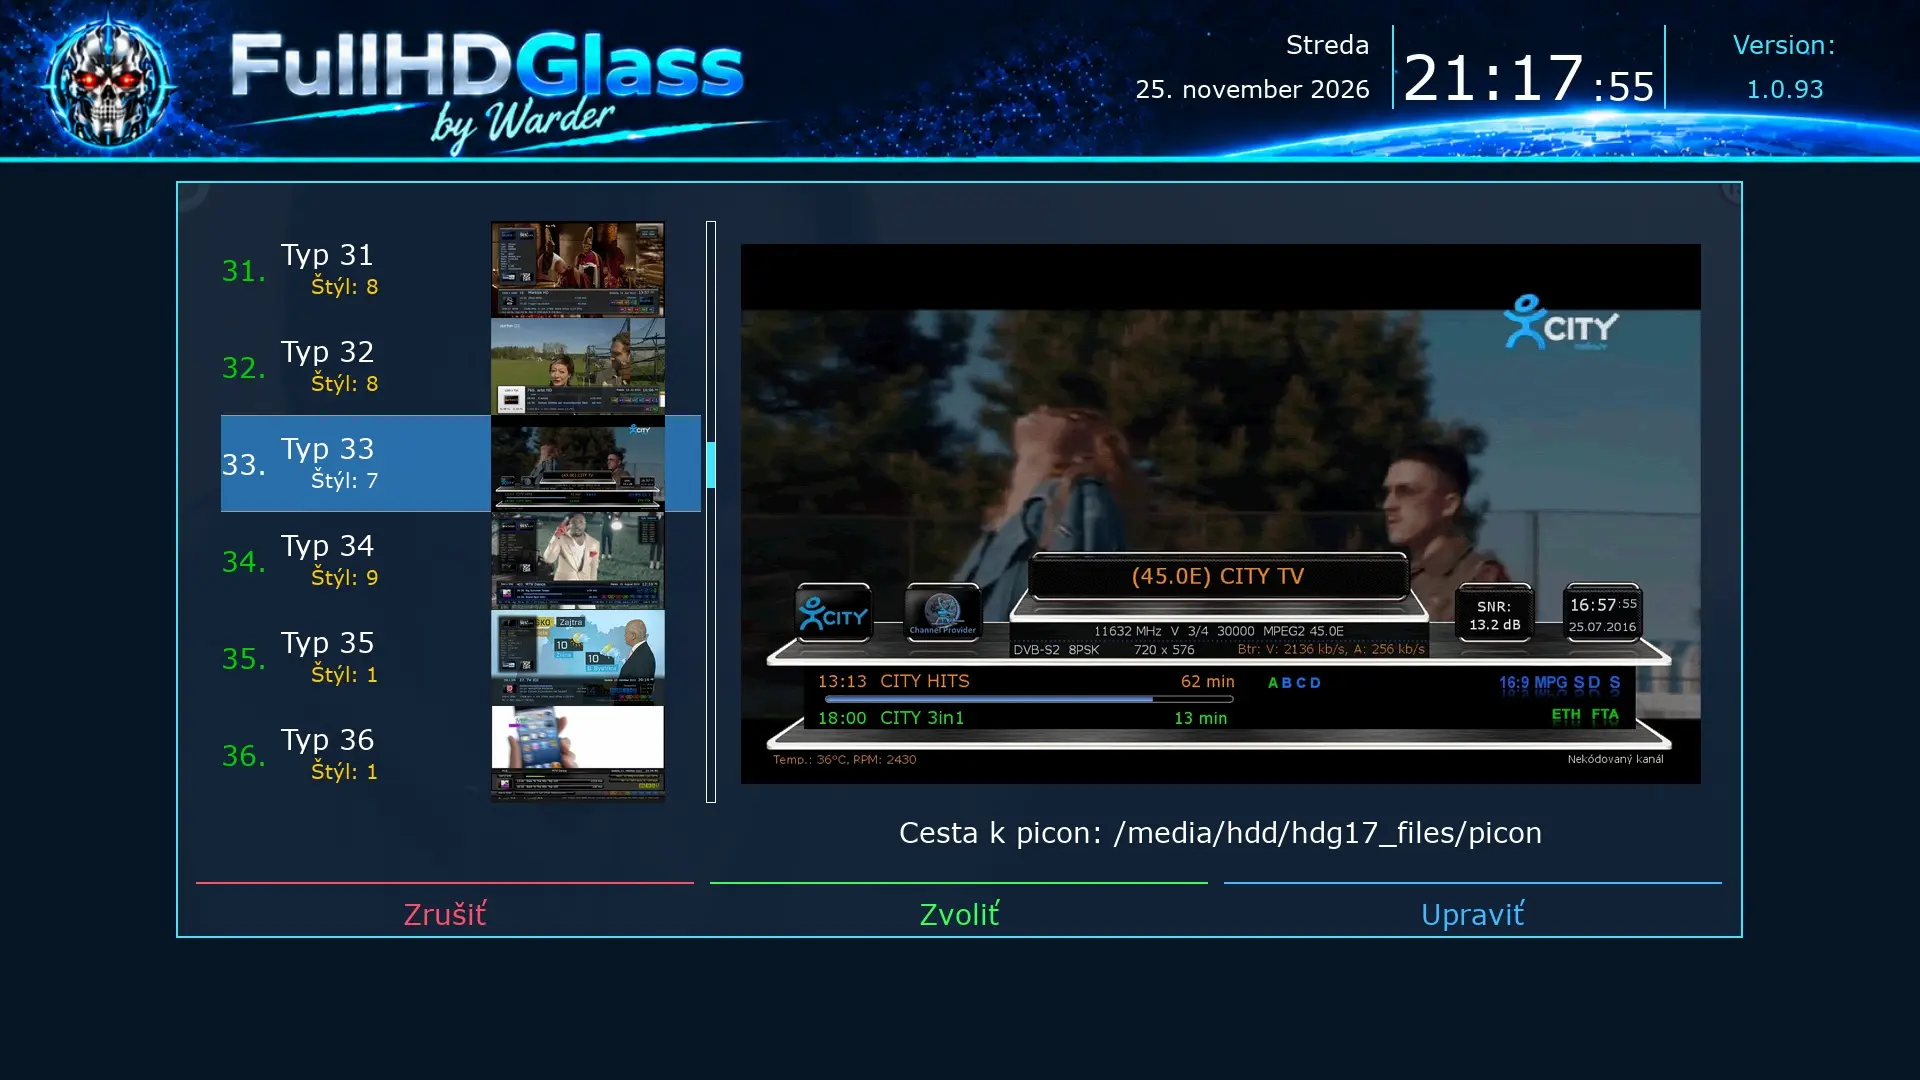 FullHDGlass
by Warder
Streda
25. november 2026
21:17:55
Version:
1.0.93
31. Typ 31
Štýl: 8
32. Typ 32
Štýl: 8
33. Typ 33
Štýl: 7
34. Typ 34
Štýl: 9
35. Typ 35
Štýl: 1
36. Typ 36
Štýl: 1
CITY
(45.0E) CITY TV
CITY
Channel Provider
SNR:
13.2 dB
16:57:55
25.07.2016
11632 MHz V 3/4 30000 MPEG2 45.0E
DVB-S2 8PSK 720 x 576 Btr: V: 2136 kb/s, A: 256 kb/s
13:13 CITY HITS 62 min A B C D 16:9 MPG S D S
18:00 CITY 3in1 13 min ETH FTA
Temp.: 36°C, RPM: 2430
Nekódovaný kanál
Cesta k picon: /media/hdd/hdg17_files/picon
Zrušiť
Zvoliť
Upraviť